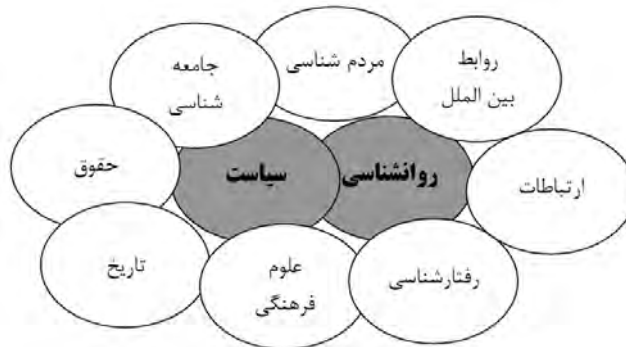 روابط
بین الملل
مردم شناسی
جامعه
شناسی
ارتباطات
روانشناسی
سیاست
حقوق
رفتارشناسی
علوم
فرهنگی
تاریخ